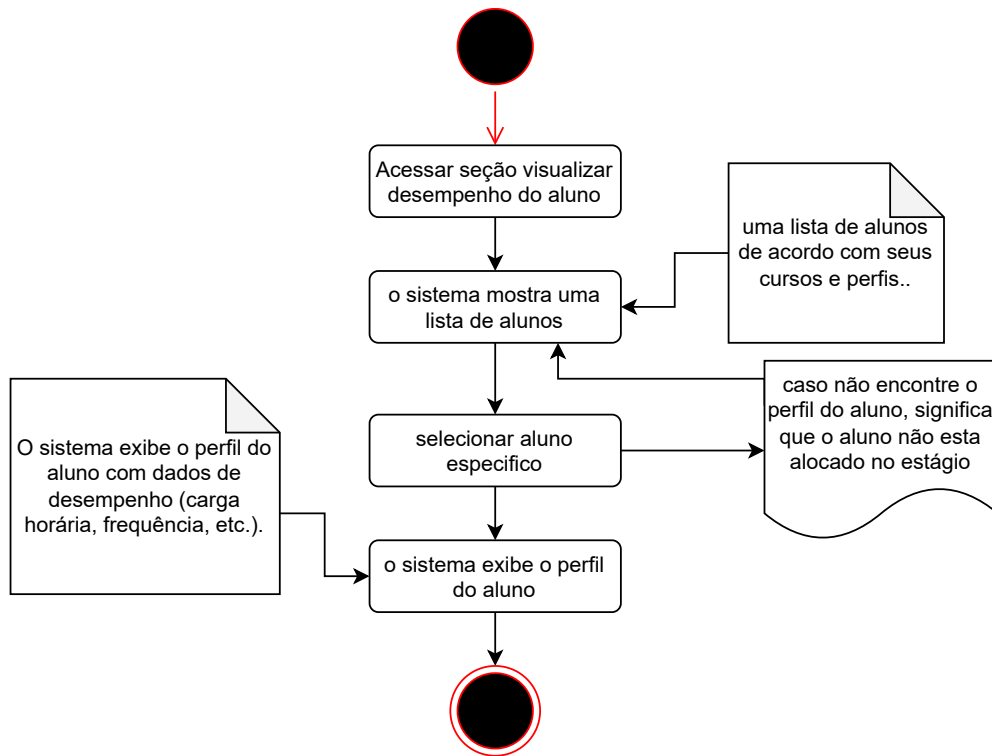 Acessar seção visualizar
desempenho do aluno
uma lista de alunos
de acordo com seus
cursos e perfis..
o sistema mostra uma
lista de alunos
caso não encontre o
perfil do aluno, significa
que o aluno não esta
alocado no estágio
O sistema exibe o perfil do
aluno com dados de
desempenho (carga
horária, frequência, etc.).
selecionar aluno
especifico
o sistema exibe o perfil
do aluno